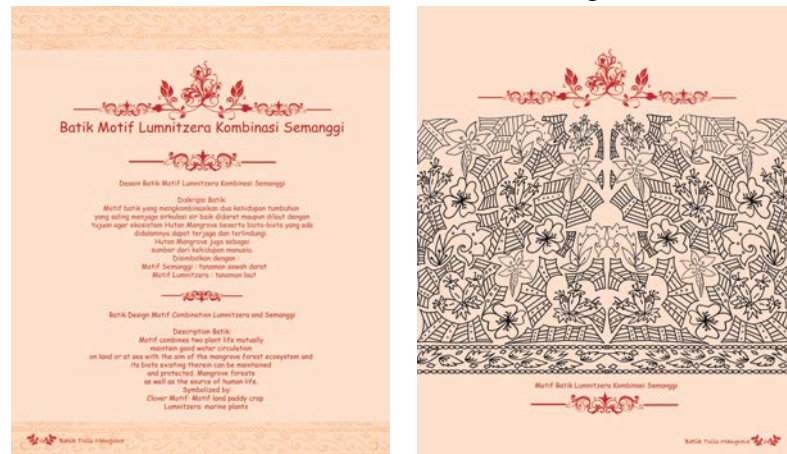 Batik Motif Lumnitzera Kombinasi Semanggi
Desain Batik Motif Lumnitzera Kombinasi Semanggi
Diskripsi Batik:
Motif batik yang mengkombinasikan dua kehidupan tumbuhan
yang saling menjaga sirkulasi air baik didarat maupun dilaut dengan
tujuan agar ekosistem Hutan Mangrove beserta biota-biota yang ada
didalamnya dapat terjaga dan terlindungi.
Hutan Mangrove juga sebagai
sumber dari kehidupan manusia.
Disimbolkan dengan :
Motif Semanggi : tanaman sawah darat
Motif Lumnitzera : tanaman laut
Batik Design Motif Combination Lumnitzera and Semanggi
Description Batik:
Motif combines two plant life mutually
maintain good water circulation
on land or at sea with the aim of the mangrove forest ecosystem and
its biota existing therein can be maintained
and protected. Mangrove forests
as well as the source of human life.
Symbolized by:
Clover Motif: Motif land paddy crop
Lumnitzera: marine plants
Batik Tulis Mangrove
Motif Batik Lumnitzera Kombinasi Semanggi
Batik Tulis Mangrove